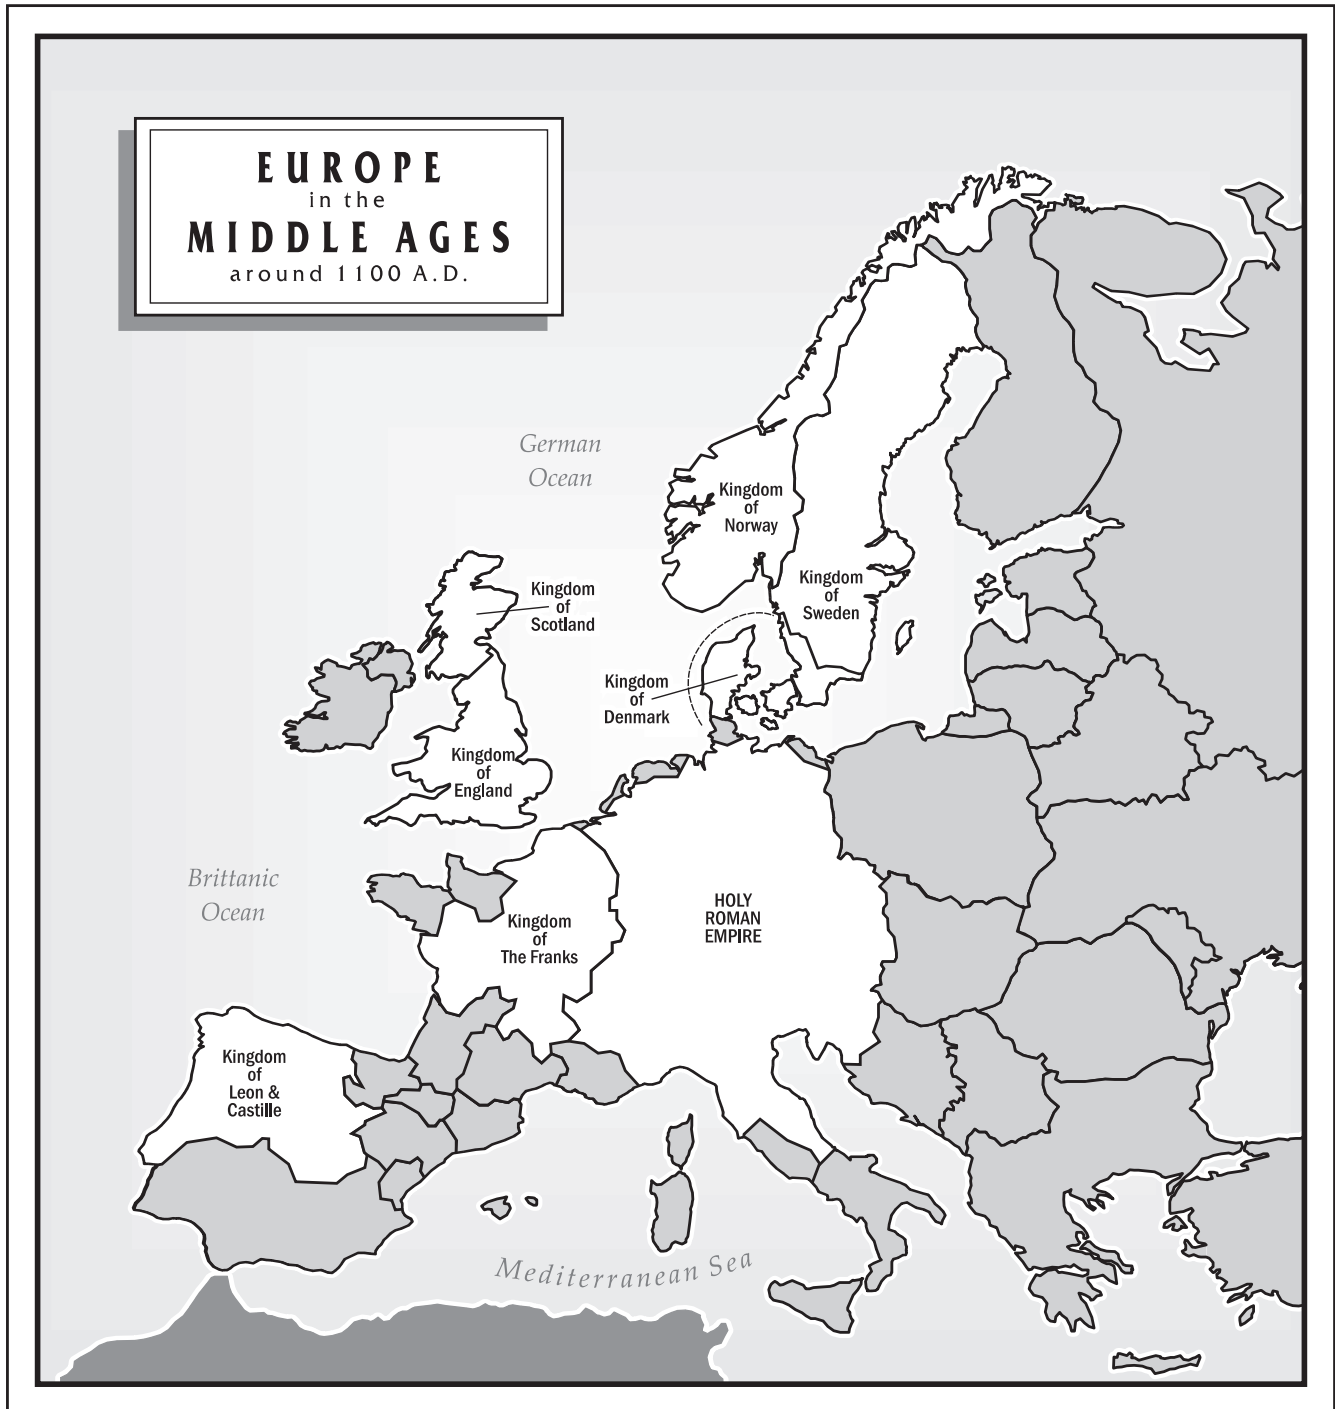 EUROPE
in the
MIDDLE AGES
around 1100 A.D.
German
Ocean
Kingdom
of
Norway
Kingdom
of
Sweden
Kingdom
of
Scotland
Kingdom
of
Denmark
Kingdom
of
England
Brittanic
Ocean
HOLY
ROMAN
EMPIRE
Kingdom
of
The Franks
Kingdom
of
Leon &
Castille
Mediterranean Sea